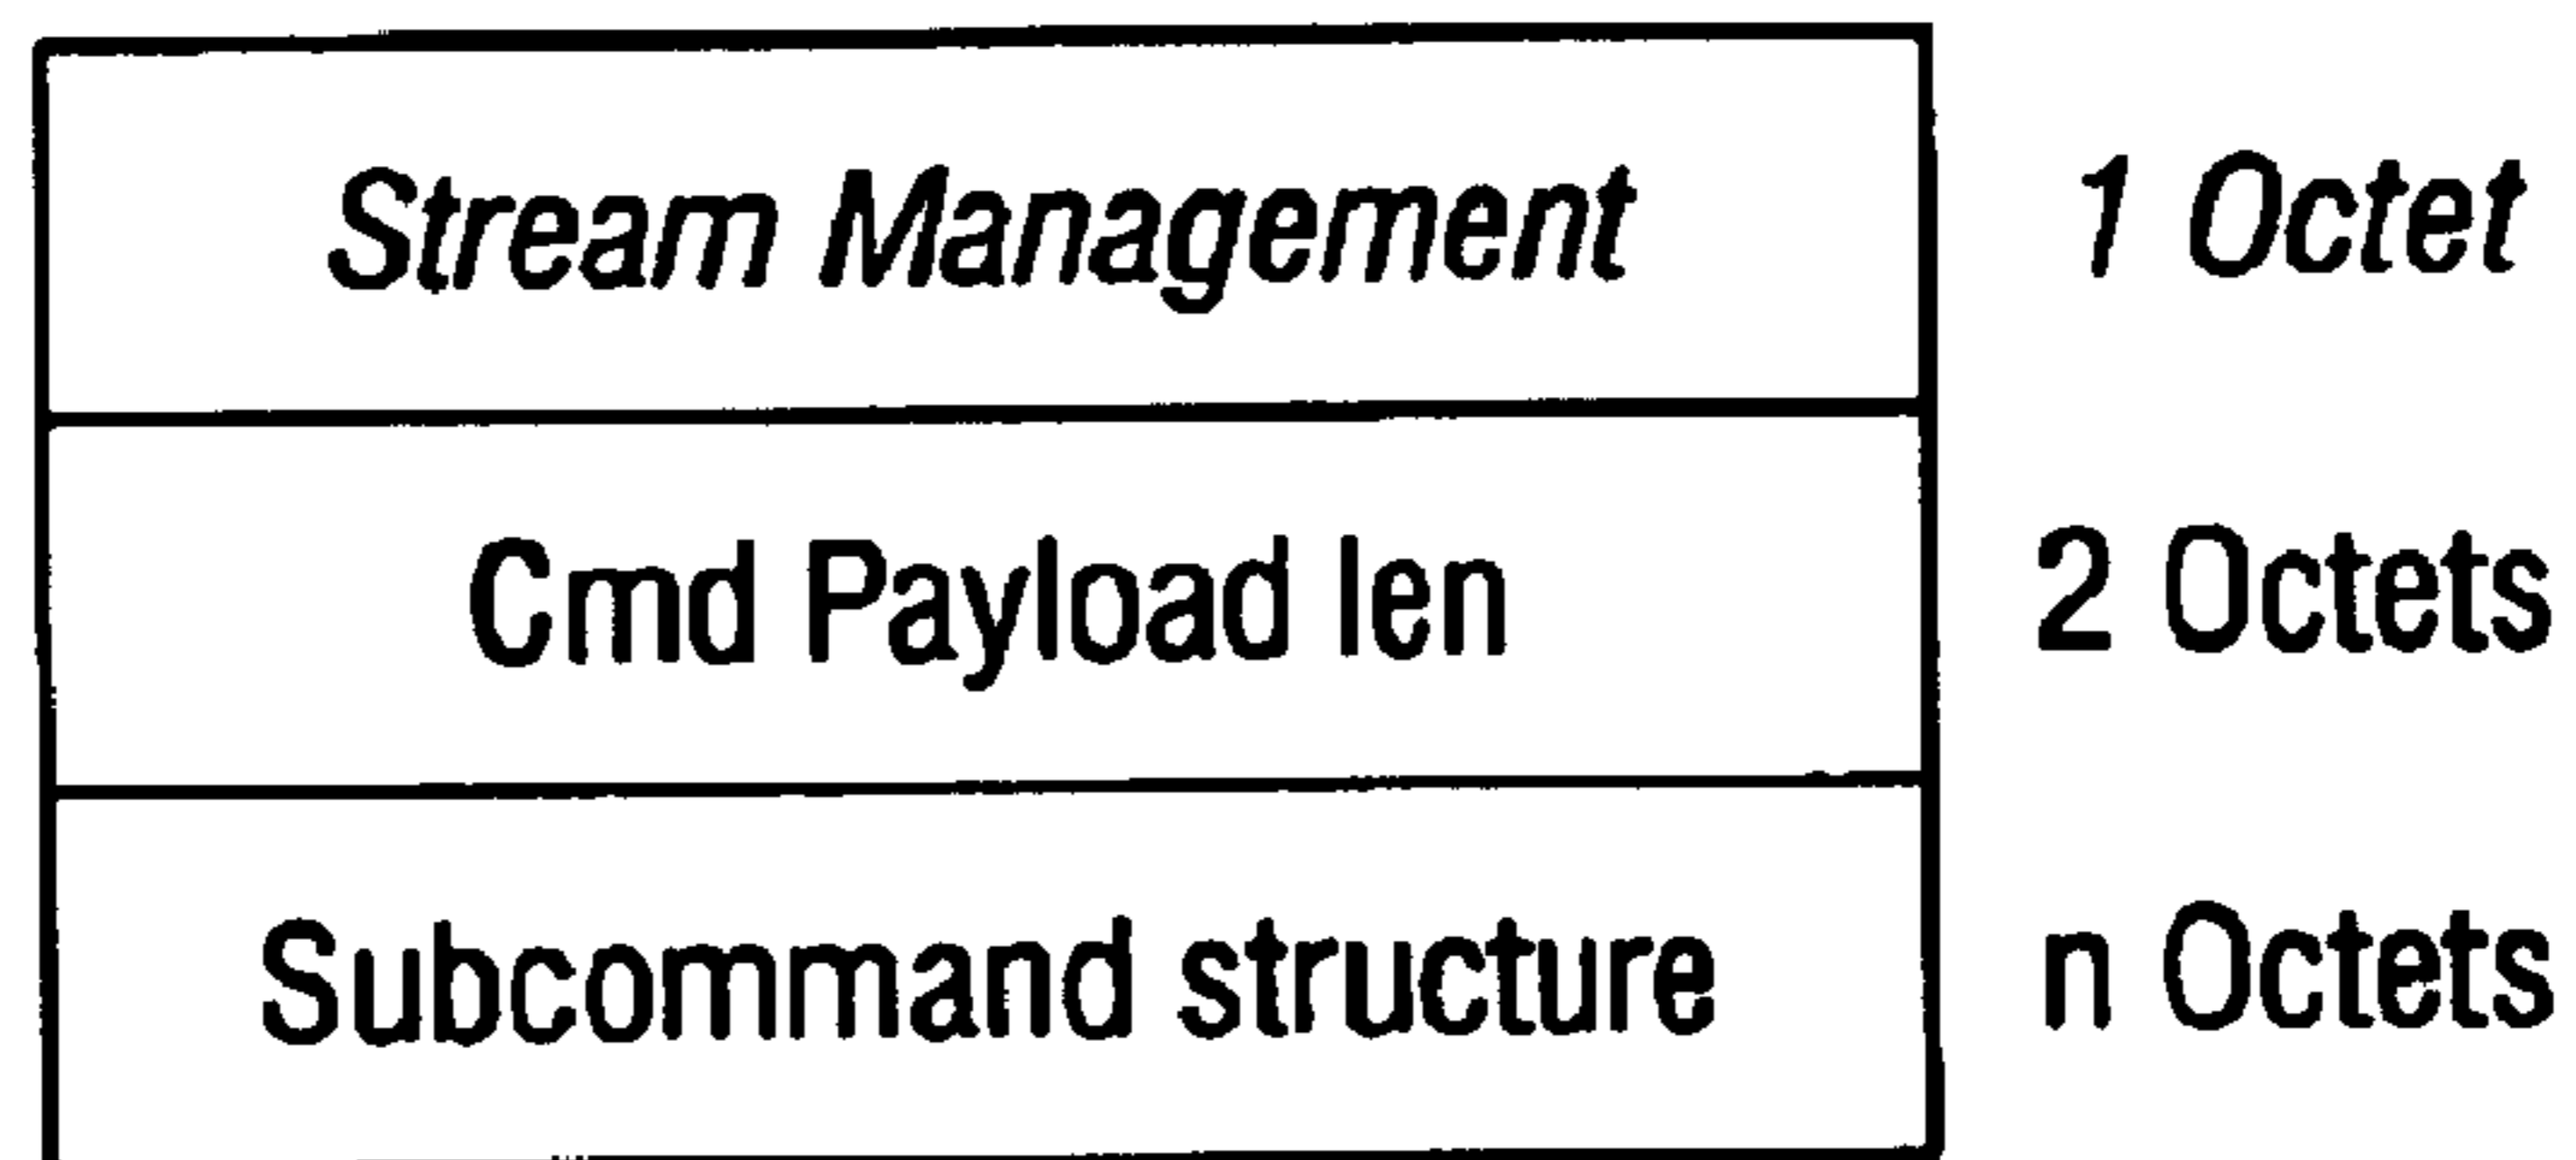 Stream Management 1 Octet
Cmd Payload len 2 Octets
Subcommand structure n Octets